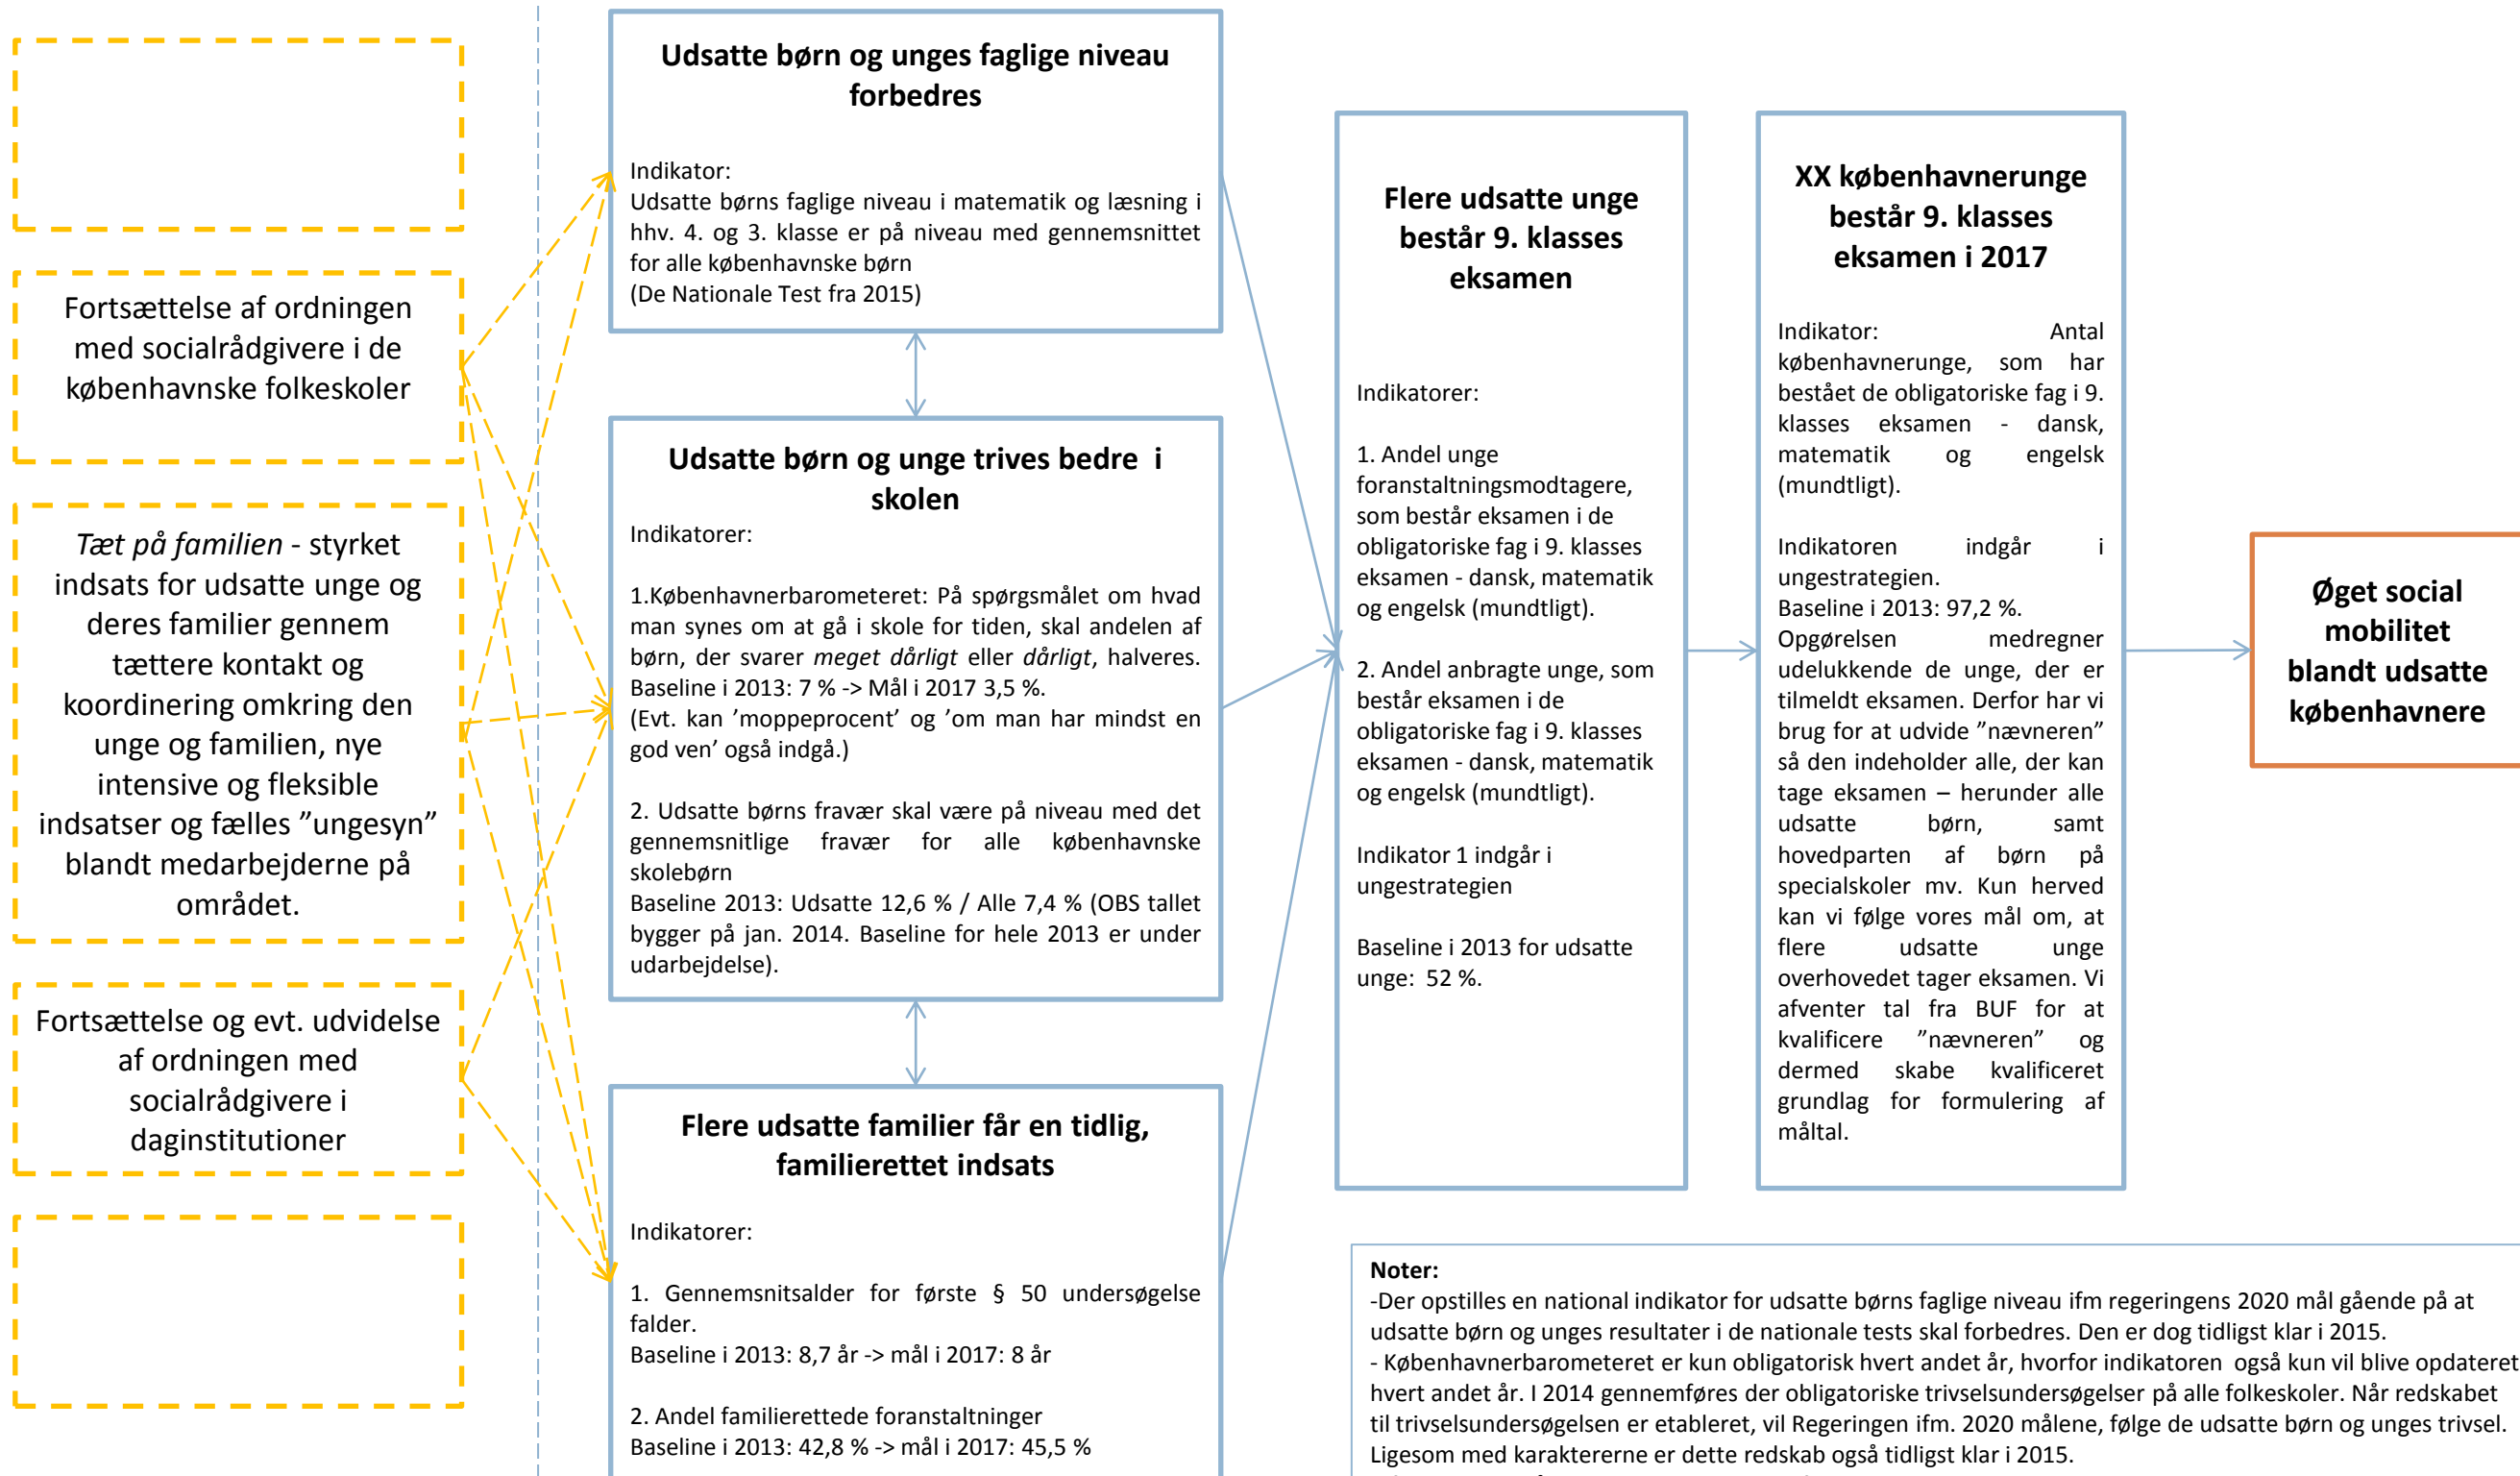 Fortsættelse af ordningen
med socialrådgivere i de
københavnske folkeskoler
Tæt på familien - styrket
indsats for udsatte unge og
deres familier gennem
tættere kontakt og
koordinering omkring den
unge og familien, nye
intensive og fleksible
indsatser og fælles ”ungesyn”
blandt medarbejderne på
området.
Fortsættelse og evt. udvidelse
af ordningen med
socialrådgivere i
daginstitutioner
Udsatte børn og unges faglige niveau
forbedres
Indikator:
Udsatte børns faglige niveau i matematik og læsning i
hhv. 4. og 3. klasse er på niveau med gennemsnittet
for alle københavnske børn
(De Nationale Test fra 2015)
Udsatte børn og unge trives bedre i
skolen
Indikatorer:
1.Københavnerbarometeret: På spørgsmålet om hvad
man synes om at gå i skole for tiden, skal andelen af
børn, der svarer meget dårligt eller dårligt, halveres.
Baseline i 2013: 7 % -> Mål i 2017 3,5 %.
(Evt. kan ’moppeprocent’ og ’om man har mindst en
god ven’ også indgå.)
2. Udsatte børns fravær skal være på niveau med det
gennemsnitlige fravær for alle københavnske
skolebørn
Baseline 2013: Udsatte 12,6 % / Alle 7,4 % (OBS tallet
bygger på jan. 2014. Baseline for hele 2013 er under
udarbejdelse).
Flere udsatte familier får en tidlig,
familierettet indsats
Indikatorer:
1. Gennemsnitsalder for første § 50 undersøgelse
falder.
Baseline i 2013: 8,7 år -> mål i 2017: 8 år
2. Andel familierettede foranstaltninger
Baseline i 2013: 42,8 % -> mål i 2017: 45,5 %
Flere udsatte unge
består 9. klasses
eksamen
Indikatorer:
1. Andel unge
foranstaltningsmodtagere,
som består eksamen i de
obligatoriske fag i 9. klasses
eksamen - dansk, matematik
og engelsk (mundtligt).
2. Andel anbragte unge, som
består eksamen i de
obligatoriske fag i 9. klasses
eksamen - dansk, matematik
og engelsk (mundtligt).
Indikator 1 indgår i
ungestrategien
Baseline i 2013 for udsatte
unge: 52 %.
XX københavnerunge
består 9. klasses
eksamen i 2017
Indikator: Antal
københavnerunge, som har
bestået de obligatoriske fag i 9.
klasses eksamen - dansk,
matematik og engelsk
(mundtligt).
Indikatoren indgår i
ungestrategien.
Baseline i 2013: 97,2 %.
Opgørelsen medregner
udelukkende de unge, der er
tilmeldt eksamen. Derfor har vi
brug for at udvide ”nævneren”
så den indeholder alle, der kan
tage eksamen – herunder alle
udsatte børn, samt
hovedparten af børn på
specialskoler mv. Kun herved
kan vi følge vores mål om, at
flere udsatte unge
overhovedet tager eksamen. Vi
afventer tal fra BUF for at
kvalificere ”nævneren” og
dermed skabe kvalificeret
grundlag for formulering af
måltal.
Øget social
mobilitet
blandt udsatte
københavnere
Noter:
-Der opstilles en national indikator for udsatte børns faglige niveau ifm regeringens 2020 mål gående på at
udsatte børn og unges resultater i de nationale tests skal forbedres. Den er dog tidligst klar i 2015.
- Københavnerbarometeret er kun obligatorisk hvert andet år, hvorfor indikatoren også kun vil blive opdateret
hvert andet år. I 2014 gennemføres der obligatoriske trivselsundersøgelser på alle folkeskoler. Når redskabet
til trivselsundersøgelsen er etableret, vil Regeringen ifm. 2020 målene, følge de udsatte børn og unges trivsel.
Ligesom med karaktererne er dette redskab også tidligst klar i 2015.